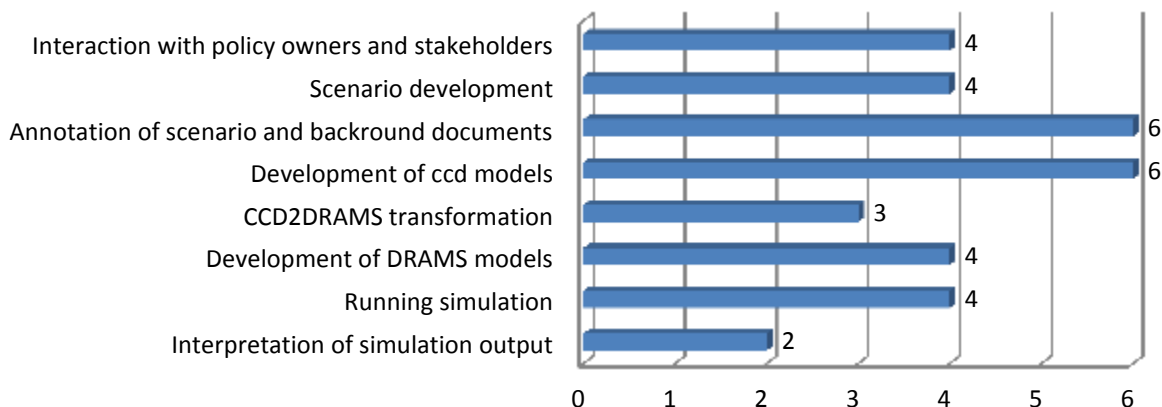 Interaction with policy owners and stakeholders 4
Scenario development 4
Annotation of scenario and backround documents 6
Development of ccd models 6
CCD2DRAMS transformation 3
Development of DRAMS models 4
Running simulation 4
Interpretation of simulation output 2
0 1 2 3 4 5 6